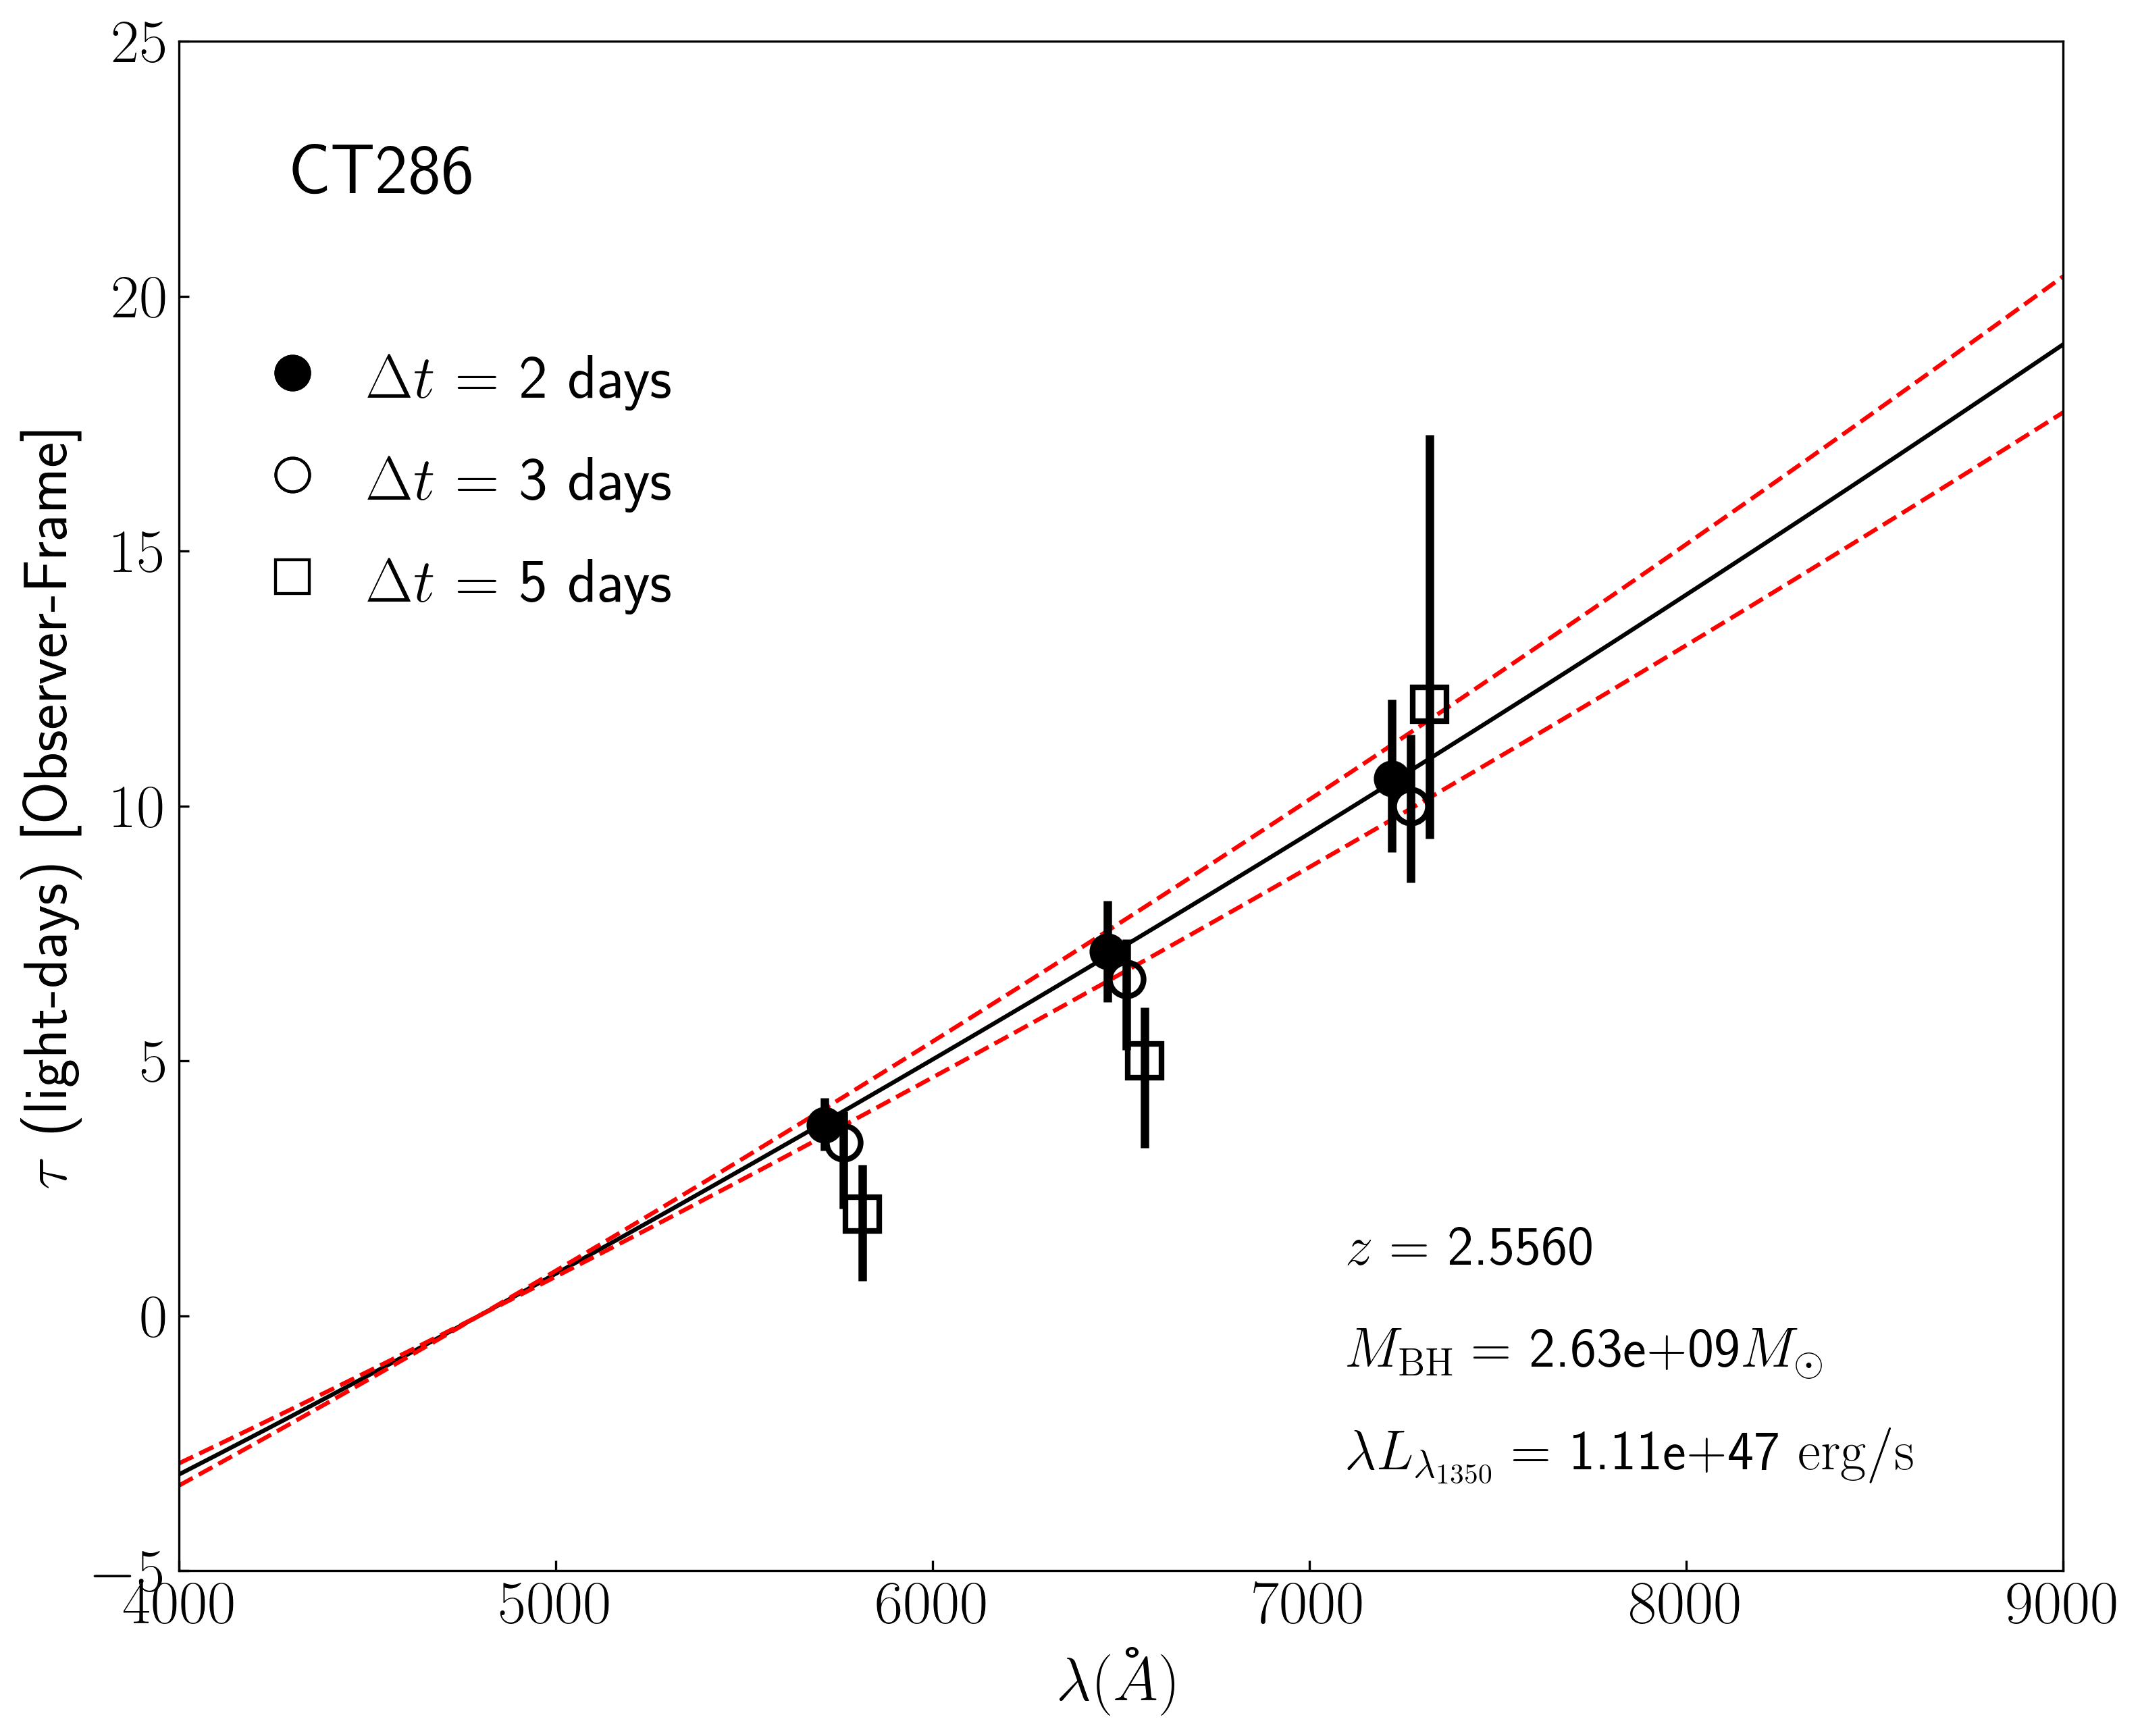 CT286
Δt = 2 days
Δt = 3 days
Δt = 5 days
z = 2.5560
M_BH = 2.63e+09M_⊙
λL_λ1350 = 1.11e+47 erg/s
τ (light-days) [Observer-Frame]
25
20
15
10
5
0
−5
4000 5000 6000 7000 8000 9000
λ(Å)